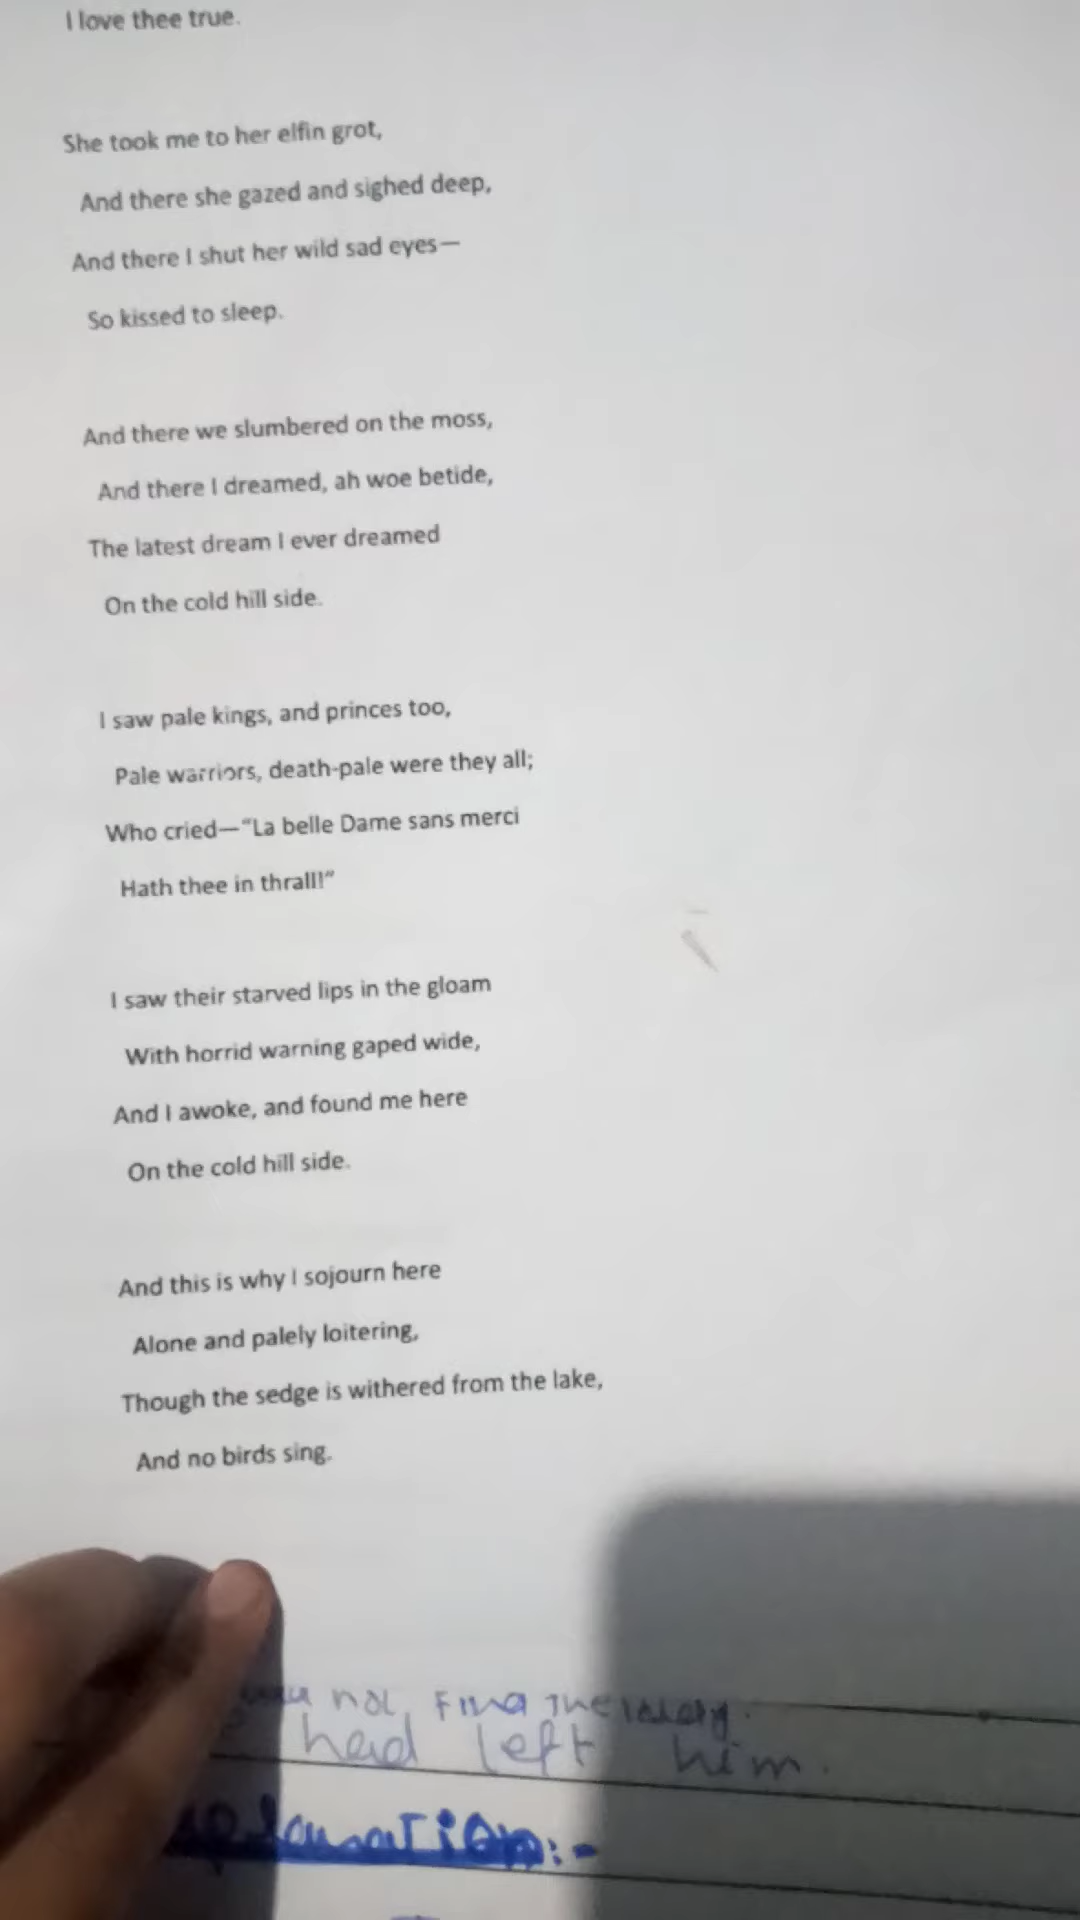 I love thee true.
She took me to her elfin grot,
And there she gazed and sighed deep,
And there I shut her wild sad eyes—
So kissed to sleep.
And there we slumbered on the moss,
And there I dreamed, ah woe betide,
The latest dream I ever dreamed
On the cold hill side.
I saw pale kings, and princes too,
Pale warriors, death-pale were they all;
Who cried—“La belle Dame sans merci
Hath thee in thrall!”
I saw their starved lips in the gloam
With horrid warning gaped wide,
And I awoke, and found me here
On the cold hill side.
And this is why I sojourn here
Alone and palely loitering,
Though the sedge is withered from the lake,
And no birds sing.
not Find The
had left him.